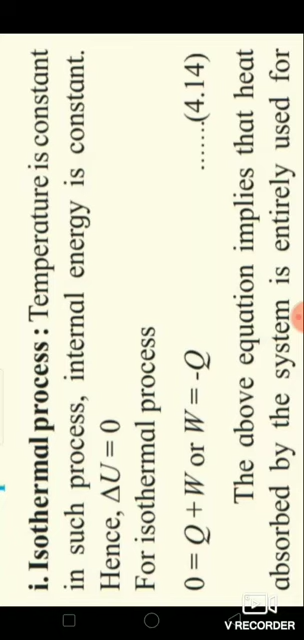 i. Isothermal process : Temperature is constant
in such process, internal energy is constant.
Hence, ΔU = 0
For isothermal process
0 = Q + W or W = -Q ......(4.14)
The above equation implies that heat
absorbed by the system is entirely used for
V RECORDER